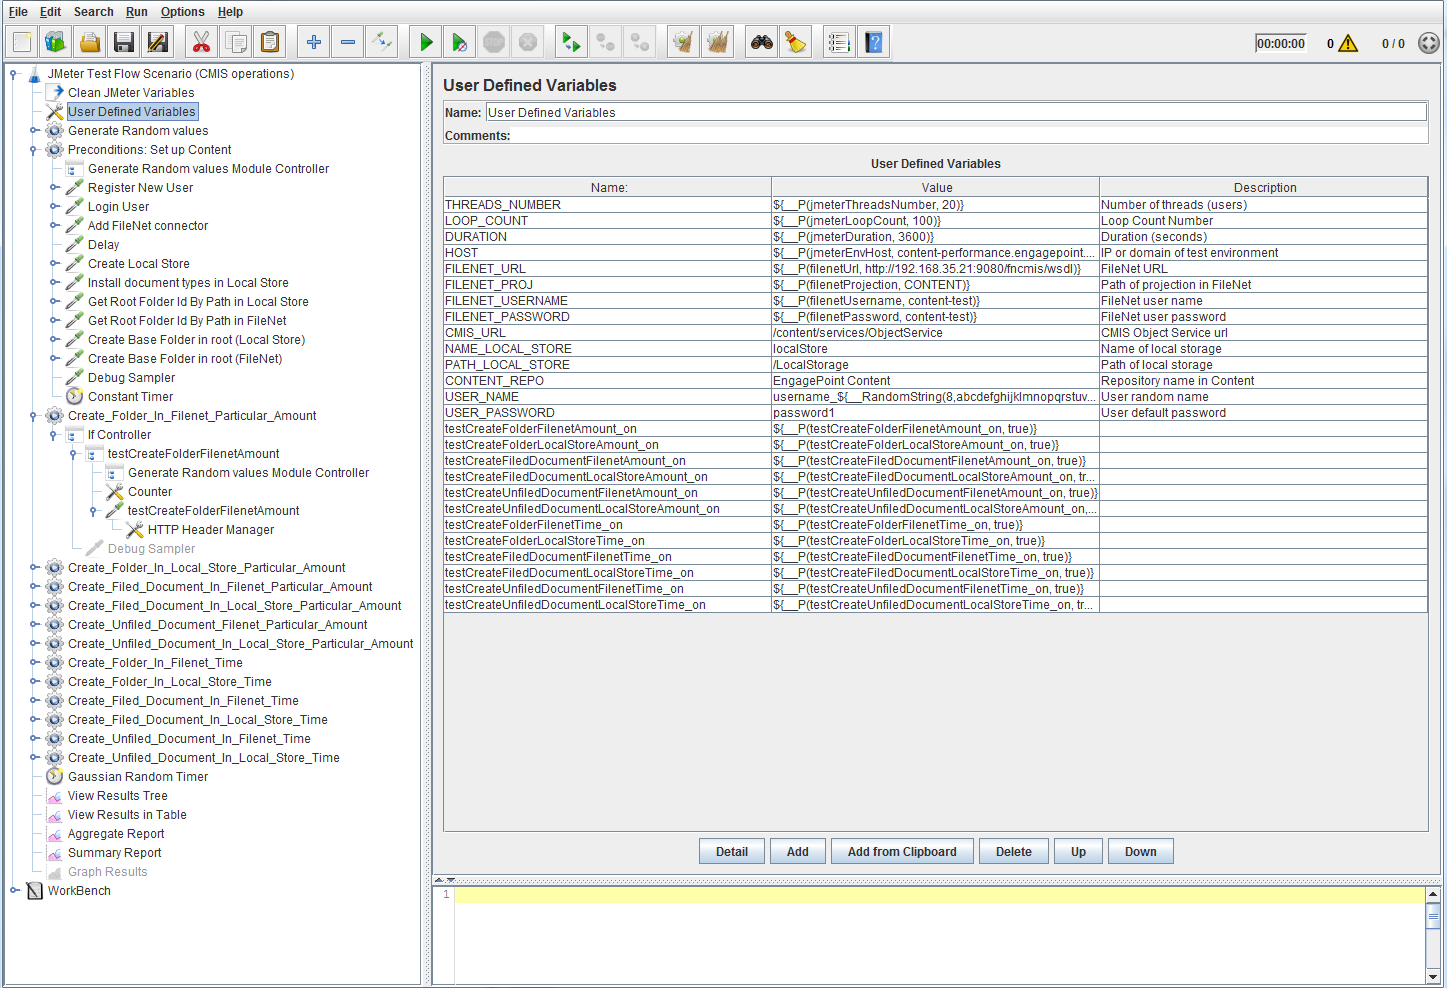 File Edit Search Run Options Help
STOP
00:00:00 0 0 / 0
JMeter Test Flow Scenario (CMIS operations)
Clean JMeter Variables
User Defined Variables
Generate Random values
Preconditions: Set up Content
Generate Random values Module Controller
Register New User
Login User
Add FileNet connector
Delay
Create Local Store
Install document types in Local Store
Get Root Folder Id By Path in Local Store
Get Root Folder Id By Path in FileNet
Create Base Folder in root (Local Store)
Create Base Folder in root (FileNet)
Debug Sampler
Constant Timer
Create_Folder_In_Filenet_Particular_Amount
If Controller
testCreateFolderFilenetAmount
Generate Random values Module Controller
Counter
testCreateFolderFilenetAmount
HTTP Header Manager
Debug Sampler
Create_Folder_In_Local_Store_Particular_Amount
Create_Filed_Document_In_Filenet_Particular_Amount
Create_Filed_Document_In_Local_Store_Particular_Amount
Create_Unfiled_Document_Filenet_Particular_Amount
Create_Unfiled_Document_In_Local_Store_Particular_Amount
Create_Folder_In_Filenet_Time
Create_Folder_In_Local_Store_Time
Create_Filed_Document_In_Filenet_Time
Create_Filed_Document_In_Local_Store_Time
Create_Unfiled_Document_In_Filenet_Time
Create_Unfiled_Document_In_Local_Store_Time
Gaussian Random Timer
View Results Tree
View Results in Table
Aggregate Report
Summary Report
Graph Results
WorkBench
User Defined Variables
Name: User Defined Variables
Comments:
User Defined Variables
Name: Value Description
THREADS_NUMBER ${__P(jmeterThreadsNumber, 20)} Number of threads (users)
LOOP_COUNT ${__P(jmeterLoopCount, 100)} Loop Count Number
DURATION ${__P(jmeterDuration, 3600)} Duration (seconds)
HOST ${__P(jmeterEnvHost, content-performance.engagepoint.... IP or domain of test environment
FILENET_URL ${__P(filenetUrl, http://192.168.35.21:9080/fncmis/wsdl)} FileNet URL
FILENET_PROJ ${__P(filenetProjection, CONTENT)} Path of projection in FileNet
FILENET_USERNAME ${__P(filenetUsername, content-test)} FileNet user name
FILENET_PASSWORD ${__P(filenetPassword, content-test)} FileNet user password
CMIS_URL /content/services/ObjectService CMIS Object Service url
NAME_LOCAL_STORE localStore Name of local storage
PATH_LOCAL_STORE /LocalStorage Path of local storage
CONTENT_REPO EngagePoint Content Repository name in Content
USER_NAME username_${__RandomString(8,abcdefghijklmnopqrstuv... User random name
USER_PASSWORD password1 User default password
testCreateFolderFilenetAmount_on ${__P(testCreateFolderFilenetAmount_on, true)}
testCreateFolderLocalStoreAmount_on ${__P(testCreateFolderLocalStoreAmount_on, true)}
testCreateFiledDocumentFilenetAmount_on ${__P(testCreateFiledDocumentFilenetAmount_on, true)}
testCreateFiledDocumentLocalStoreAmount_on ${__P(testCreateFiledDocumentLocalStoreAmount_on, tr...
testCreateUnfiledDocumentFilenetAmount_on ${__P(testCreateUnfiledDocumentFilenetAmount_on, true)}
testCreateUnfiledDocumentLocalStoreAmount_on ${__P(testCreateUnfiledDocumentLocalStoreAmount_on,...
testCreateFolderFilenetTime_on ${__P(testCreateFolderFilenetTime_on, true)}
testCreateFolderLocalStoreTime_on ${__P(testCreateFolderLocalStoreTime_on, true)}
testCreateFiledDocumentFilenetTime_on ${__P(testCreateFiledDocumentFilenetTime_on, true)}
testCreateFiledDocumentLocalStoreTime_on ${__P(testCreateFiledDocumentLocalStoreTime_on, true)}
testCreateUnfiledDocumentFilenetTime_on ${__P(testCreateUnfiledDocumentFilenetTime_on, true)}
testCreateUnfiledDocumentLocalStoreTime_on ${__P(testCreateUnfiledDocumentLocalStoreTime_on, tr...
Detail Add Add from Clipboard Delete Up Down
1